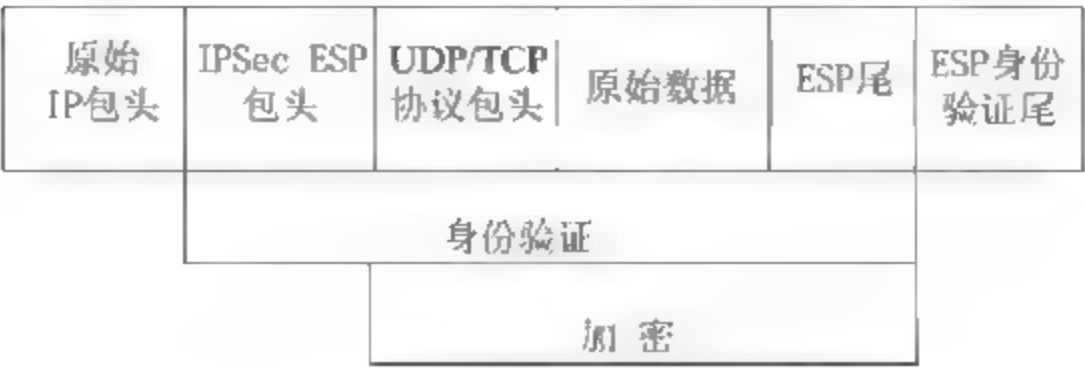 原始
IP包头
IPSec ESP
包头
UDP/TCP
协议包头
原始数据
ESP尾
ESP身份
验证尾
身份验证
加密